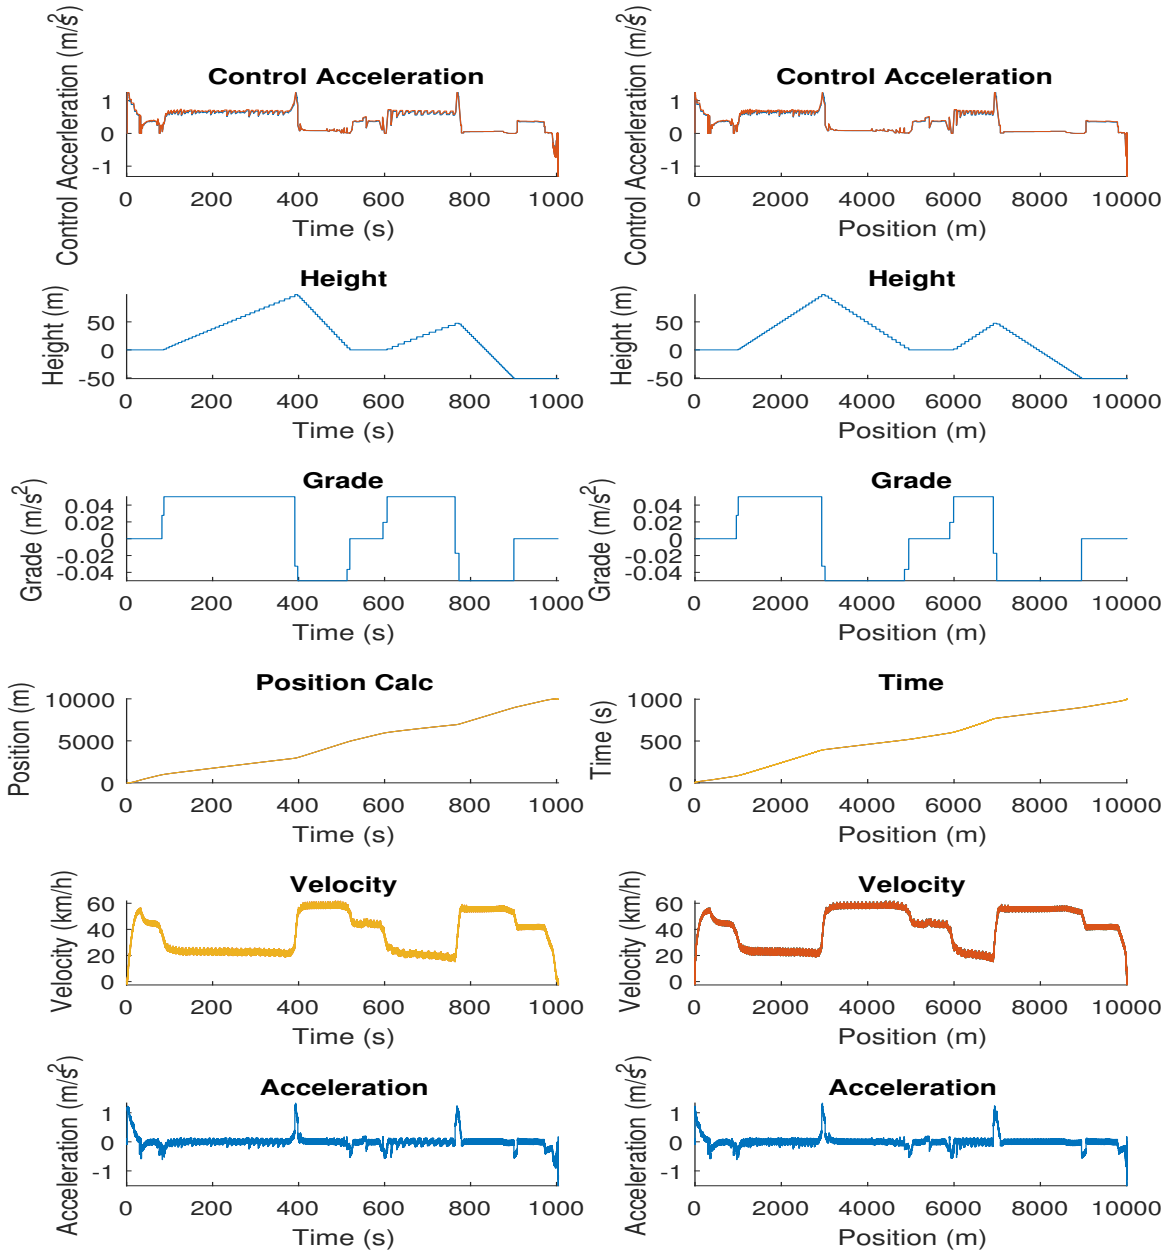 Control Acceleration
Control Accerleration (m/s²)
1
0
-1
0 200 400 600 800 1000
Time (s)
Control Acceleration
Control Acceleration (m/s²)
1
0
-1
0 2000 4000 6000 8000 10000
Position (m)
Height
Height (m)
50
0
-50
0 200 400 600 800 1000
Time (s)
Height
Height (m)
50
0
-50
0 2000 4000 6000 8000 10000
Position (m)
Grade
Grade (m/s²)
0.04
0.02
0
-0.02
-0.04
0 200 400 600 800 1000
Time (s)
Grade
Grade (m/s²)
0.04
0.02
0
-0.02
-0.04
0 2000 4000 6000 8000 10000
Position (m)
Position Calc
Position (m)
10000
5000
0
0 200 400 600 800 1000
Time (s)
Time
Time (s)
1000
500
0
0 2000 4000 6000 8000 10000
Position (m)
Velocity
Velocity (km/h)
60
40
20
0
0 200 400 600 800 1000
Time (s)
Velocity
Velocity (km/h)
60
40
20
0
0 2000 4000 6000 8000 10000
Position (m)
Acceleration
Acceleration (m/s²)
1
0
-1
0 200 400 600 800 1000
Time (s)
Acceleration
Acceleration (m/s²)
1
0
-1
0 2000 4000 6000 8000 10000
Position (m)